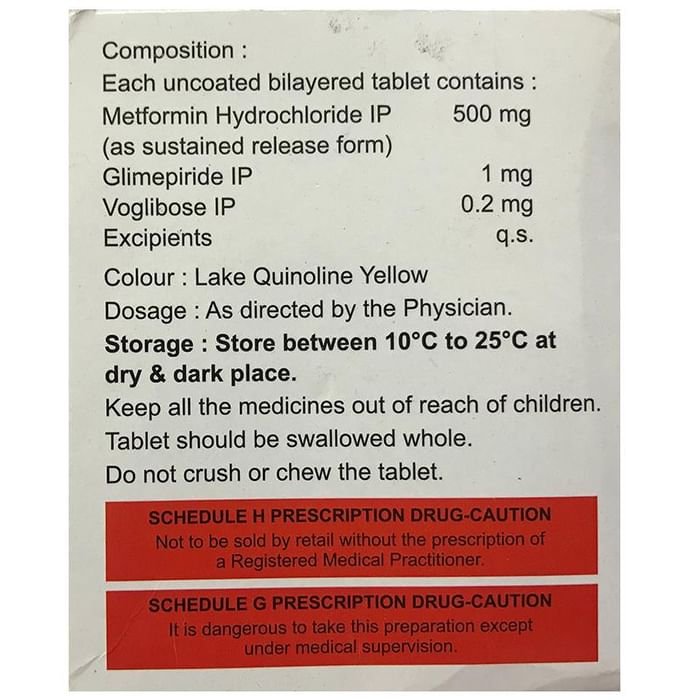 Composition :
Each uncoated bilayered tablet contains :
Metformin Hydrochloride IP 500 mg
(as sustained release form)
Glimepiride IP 1 mg
Voglibose IP 0.2 mg
Excipients q.s.
Colour : Lake Quinoline Yellow
Dosage : As directed by the Physician.
Storage : Store between 10°C to 25°C at
dry & dark place.
Keep all the medicines out of reach of children.
Tablet should be swallowed whole.
Do not crush or chew the tablet.
SCHEDULE H PRESCRIPTION DRUG-CAUTION
Not to be sold by retail without the prescription of
a Registered Medical Practitioner.
SCHEDULE G PRESCRIPTION DRUG-CAUTION
It is dangerous to take this preparation except
under medical supervision.